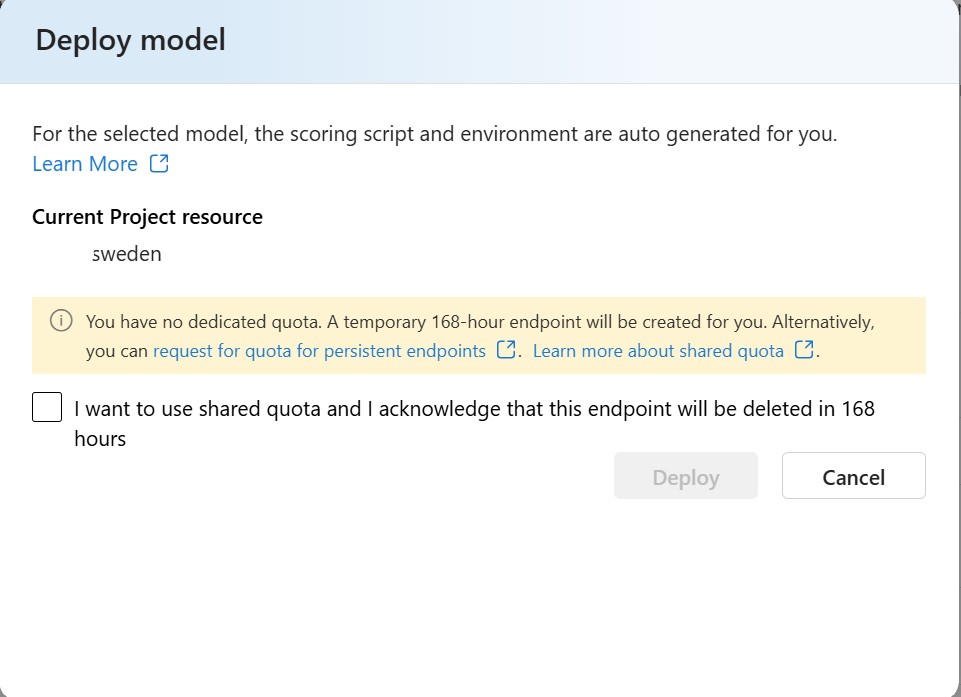 Deploy model
For the selected model, the scoring script and environment are auto generated for you.
Learn More
Current Project resource
sweden
You have no dedicated quota. A temporary 168-hour endpoint will be created for you. Alternatively,
you can request for quota for persistent endpoints. Learn more about shared quota.
I want to use shared quota and I acknowledge that this endpoint will be deleted in 168
hours
Deploy Cancel